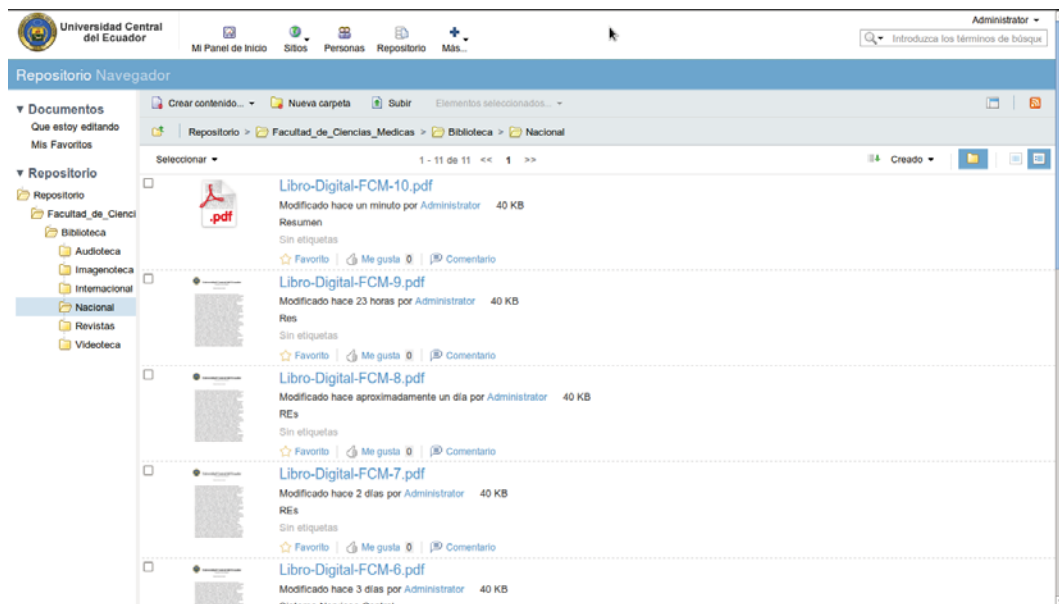 Universidad Central
del Ecuador
Mi Panel de Inicio Sitios Personas Repositorio Más...
Administrator
Introduzca los términos de búsque
Repositorio Navegador
Documentos
Que estoy editando
Mis Favoritos
Repositorio
Repositorio
Facultad_de_Cienci
Biblioteca
Audioteca
Imagenoteca
Internacional
Nacional
Revistas
Videoteca
Crear contenido... Nueva carpeta Subir Elementos seleccionados...
Repositorio > Facultad_de_Ciencias_Medicas > Biblioteca > Nacional
Seleccionar 1 - 11 de 11 << 1 >> Creado
.pdf
Libro-Digital-FCM-10.pdf
Modificado hace un minuto por Administrator 40 KB
Resumen
Sin etiquetas
Favorito Me gusta 0 Comentario
Libro-Digital-FCM-9.pdf
Modificado hace 23 horas por Administrator 40 KB
Res
Sin etiquetas
Favorito Me gusta 0 Comentario
Libro-Digital-FCM-8.pdf
Modificado hace aproximadamente un día por Administrator 40 KB
REs
Sin etiquetas
Favorito Me gusta 0 Comentario
Libro-Digital-FCM-7.pdf
Modificado hace 2 días por Administrator 40 KB
REs
Sin etiquetas
Favorito Me gusta 0 Comentario
Libro-Digital-FCM-6.pdf
Modificado hace 3 días por Administrator 40 KB